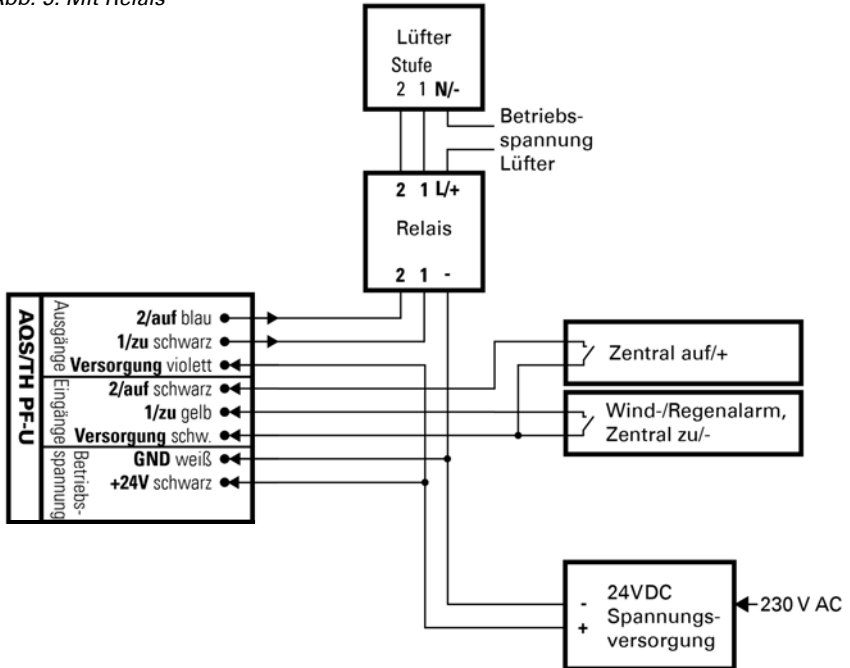 Abb. 5: Mit Relais
Lüfter
Stufe
2 1 N/-
Betriebs-
spannung
Lüfter
2 1 L/+
Relais
2 1 -
AQS/TH PF-U
Ausgänge
2/auf blau
1/zu schwarz
Versorgung violett
Eingänge
2/auf schwarz
1/zu gelb
Versorgung schw.
Betriebs-
spannung
GND weiß
+24V schwarz
Zentral auf/+
Wind-/Regenalarm,
Zentral zu/-
24VDC
- Spannungs-
+ versorgung
230 V AC